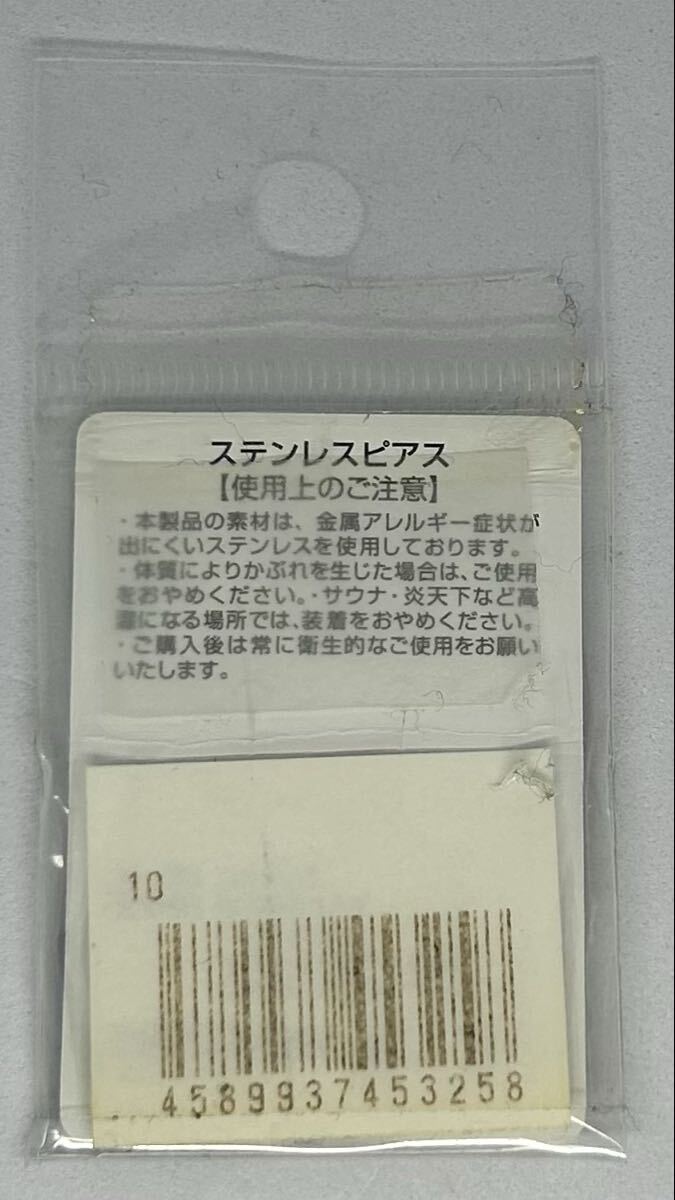 ステンレスピアス
【使用上のご注意】
・本製品の素材は、金属アレルギー症状が
出にくいステンレスを使用しております。
・体質によりかぶれを生じた場合は、ご使用
をおやめください。・サウナ・炎天下など高
温になる場所では、装着をおやめください。
・ご購入後は常に衛生的なご使用をお願い
いたします。
10
4589937453258